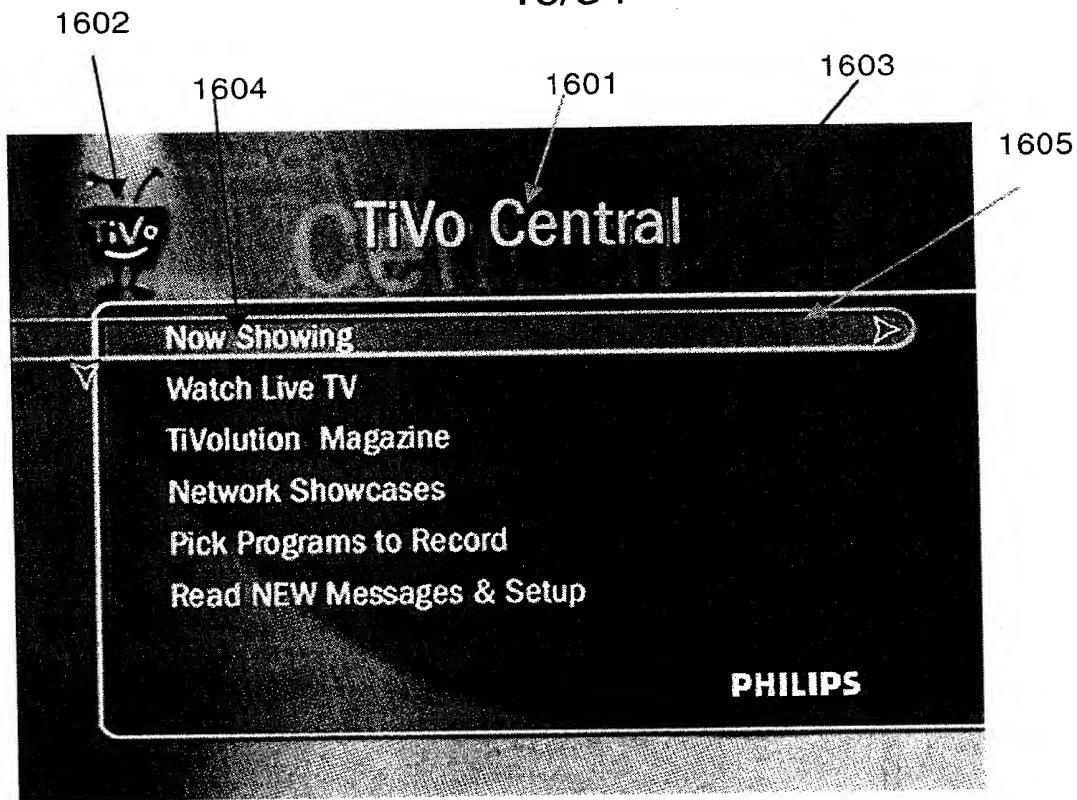 1602
1604
1601
1603
1605
TiVo
TiVo Central
Now Showing
Watch Live TV
TiVolution Magazine
Network Showcases
Pick Programs to Record
Read NEW Messages & Setup
PHILIPS